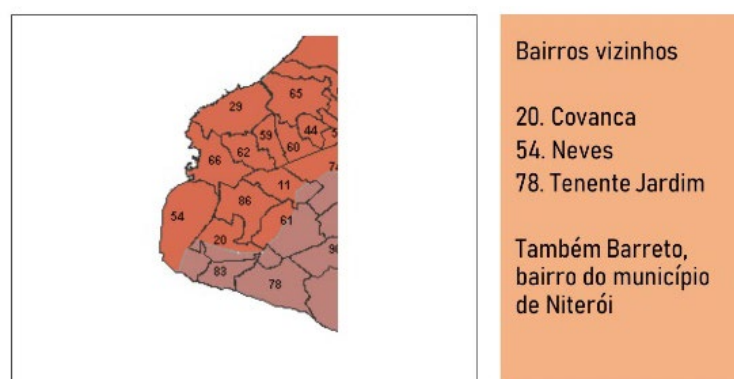 65
29
44
59
60
62
66
74
11
86
54
61
20
83
78
Bairros vizinhos
20. Covanca
54. Neves
78. Tenente Jardim
Também Barreto,
bairro do município
de Niterói